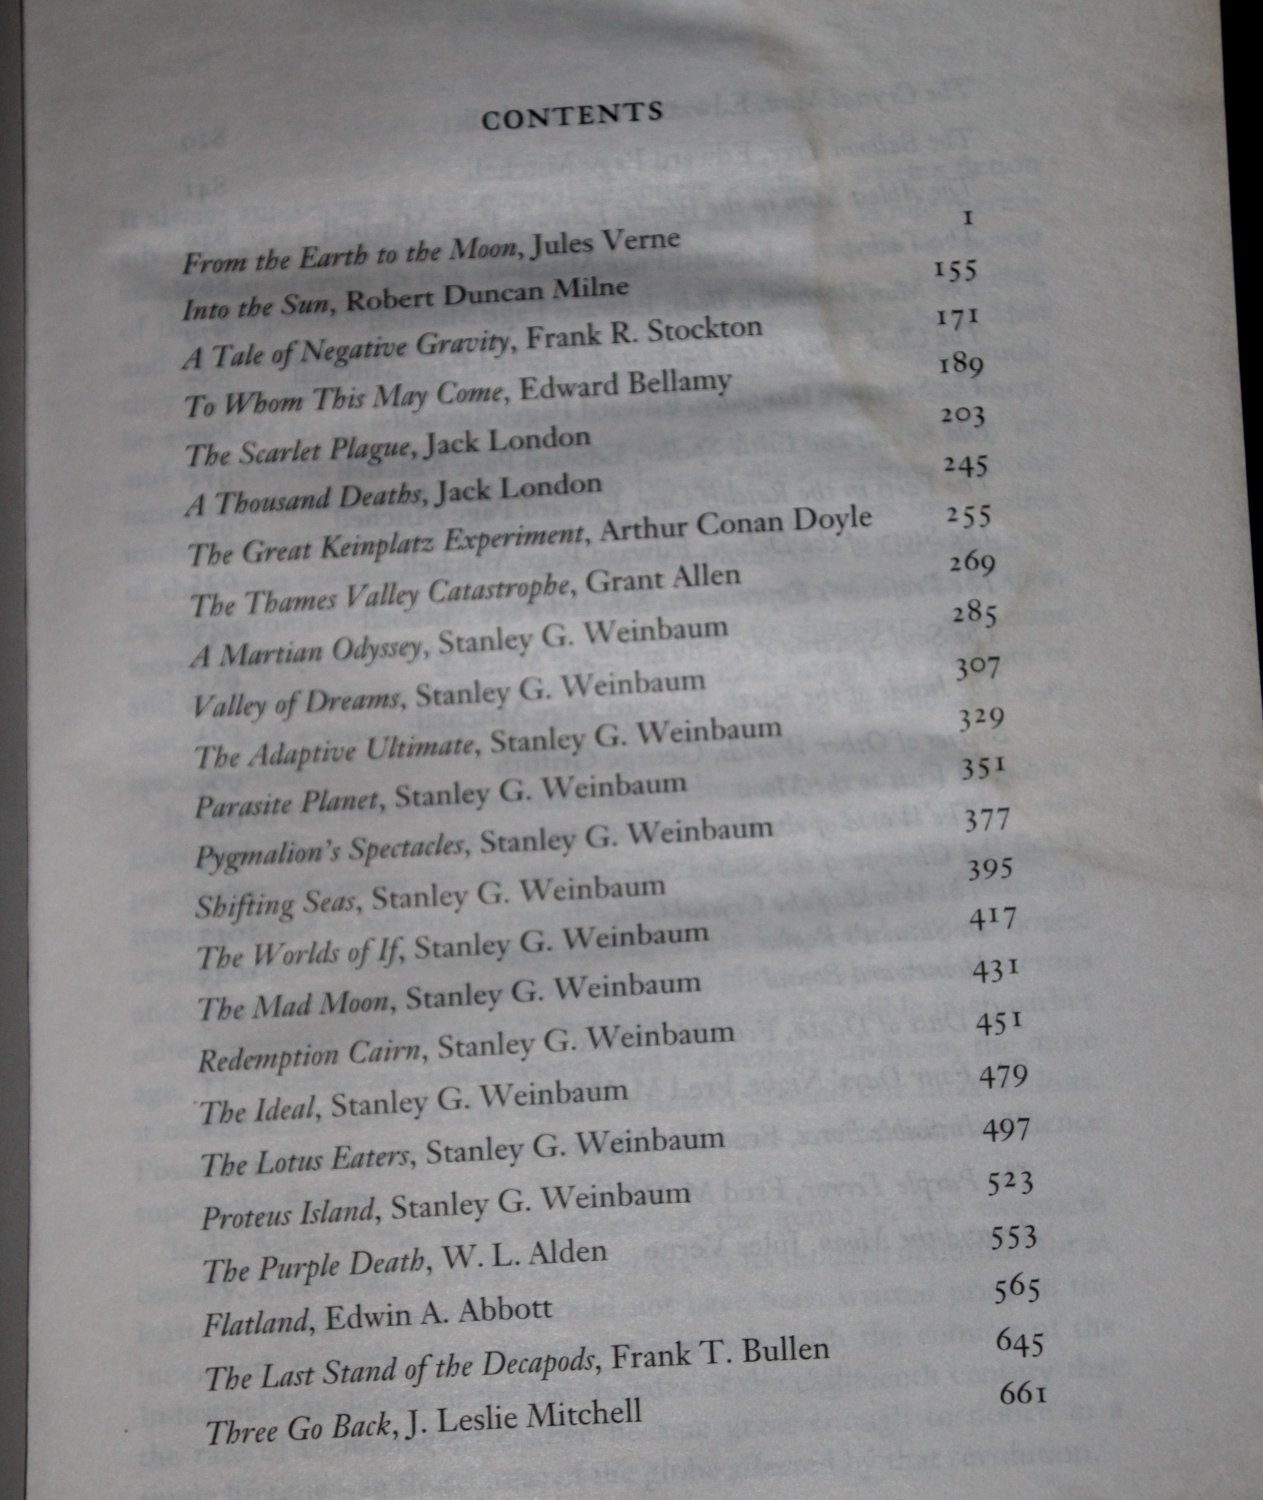 CONTENTS
From the Earth to the Moon, Jules Verne 1
Into the Sun, Robert Duncan Milne 155
A Tale of Negative Gravity, Frank R. Stockton 171
To Whom This May Come, Edward Bellamy 189
The Scarlet Plague, Jack London 203
A Thousand Deaths, Jack London 245
The Great Keinplatz Experiment, Arthur Conan Doyle 255
The Thames Valley Catastrophe, Grant Allen 269
A Martian Odyssey, Stanley G. Weinbaum 285
Valley of Dreams, Stanley G. Weinbaum 307
The Adaptive Ultimate, Stanley G. Weinbaum 329
Parasite Planet, Stanley G. Weinbaum 351
Pygmalion's Spectacles, Stanley G. Weinbaum 377
Shifting Seas, Stanley G. Weinbaum 395
The Worlds of If, Stanley G. Weinbaum 417
The Mad Moon, Stanley G. Weinbaum 431
Redemption Cairn, Stanley G. Weinbaum 451
The Ideal, Stanley G. Weinbaum 479
The Lotus Eaters, Stanley G. Weinbaum 497
Proteus Island, Stanley G. Weinbaum 523
The Purple Death, W. L. Alden 553
Flatland, Edwin A. Abbott 565
The Last Stand of the Decapods, Frank T. Bullen 645
Three Go Back, J. Leslie Mitchell 661